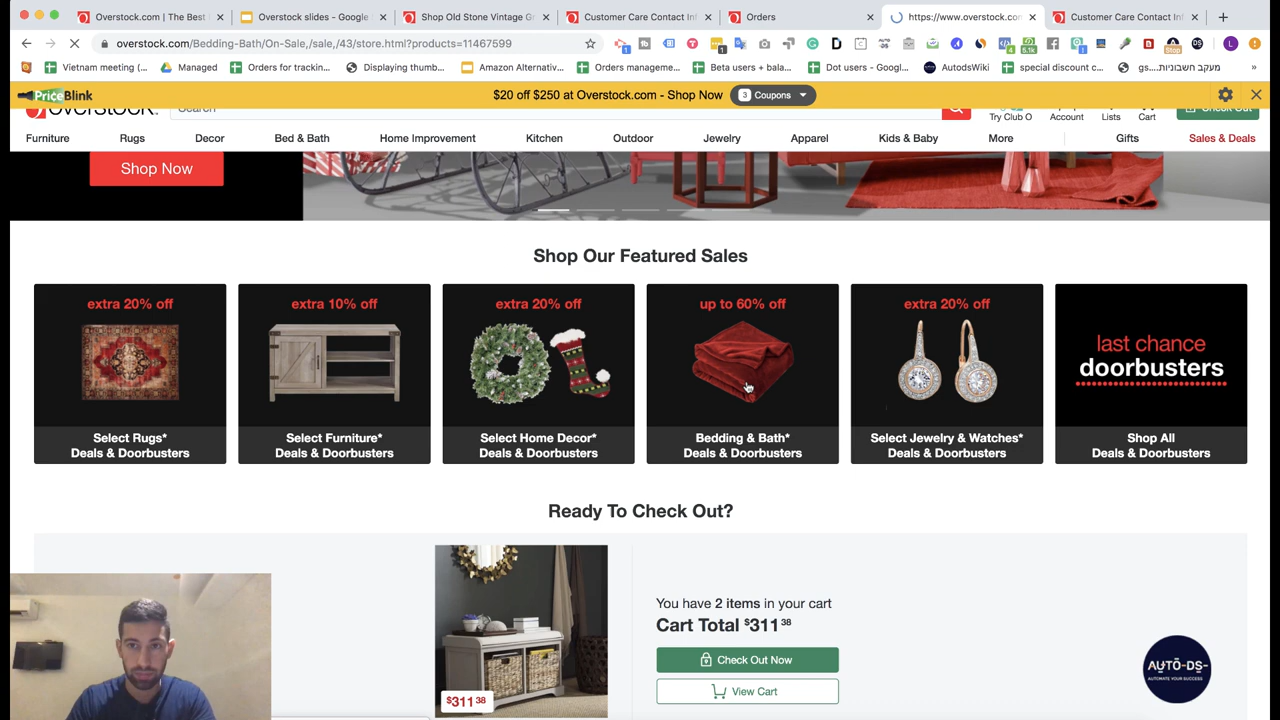 Overstock.com | The Best
Overstock slides - Google
Shop Old Stone Vintage Gr
Customer Care Contact Inf
Orders
https://www.overstock.con
Customer Care Contact Inf
overstock.com/Bedding-Bath/On-Sale,/sale,/43/store.html?products=11467599
Vietnam meeting (...
Managed
Orders for tracking...
Displaying thumb...
Amazon Alternativ...
Orders manageme...
Beta users + bala...
Dot users - Googl...
AutodsWiki
special discount c...
gs....מעקב חשבוניות
PriceBlink
$20 off $250 at Overstock.com - Shop Now
3 Coupons
overstock.
Search
Try Club O
Account
Lists
Cart
Check Out
Furniture
Rugs
Decor
Bed & Bath
Home Improvement
Kitchen
Outdoor
Jewelry
Apparel
Kids & Baby
More
Gifts
Sales & Deals
Shop Now
Shop Our Featured Sales
extra 20% off
Select Rugs*
Deals & Doorbusters
extra 10% off
Select Furniture*
Deals & Doorbusters
extra 20% off
Select Home Decor*
Deals & Doorbusters
up to 60% off
Bedding & Bath*
Deals & Doorbusters
extra 20% off
Select Jewelry & Watches*
Deals & Doorbusters
last chance
doorbusters
Shop All
Deals & Doorbusters
Ready To Check Out?
$311 38
You have 2 items in your cart
Cart Total $311 38
Check Out Now
View Cart
AUTO-DS-
AUTOMATE YOUR SUCCESS